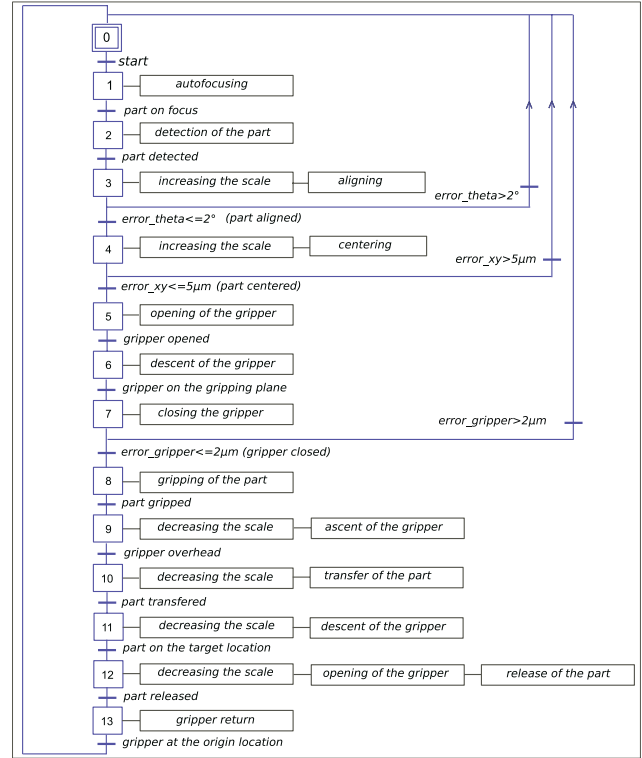 0
start
1 autofocusing
part on focus
2 detection of the part
part detected
3 increasing the scale aligning
error_theta>2°
error_theta<=2° (part aligned)
4 increasing the scale centering
error_xy>5μm
error_xy<=5μm (part centered)
5 opening of the gripper
gripper opened
6 descent of the gripper
gripper on the gripping plane
7 closing the gripper
error_gripper>2μm
error_gripper<=2μm (gripper closed)
8 gripping of the part
part gripped
9 decreasing the scale ascent of the gripper
gripper overhead
10 decreasing the scale transfer of the part
part transfered
11 decreasing the scale descent of the gripper
part on the target location
12 decreasing the scale opening of the gripper release of the part
part released
13 gripper return
gripper at the origin location